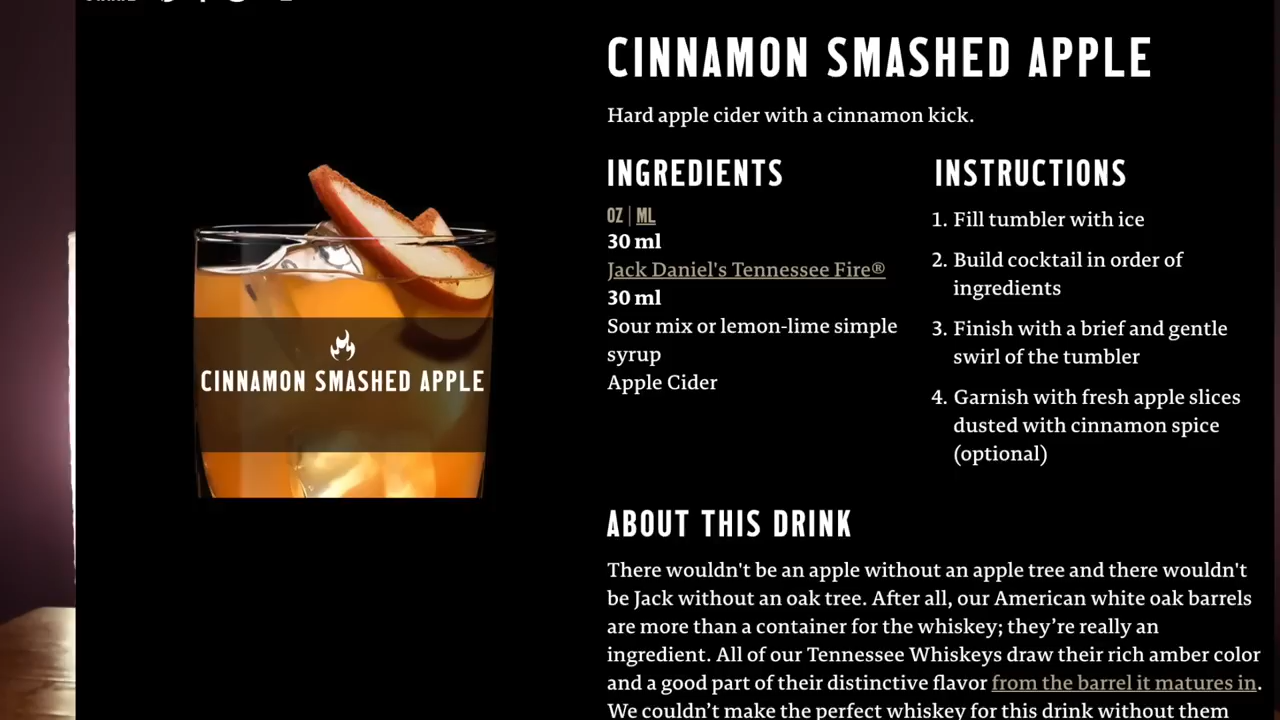 CINNAMON SMASHED APPLE
Hard apple cider with a cinnamon kick.
INGREDIENTS
OZ | ML
30 ml
Jack Daniel's Tennessee Fire®
30 ml
Sour mix or lemon-lime simple
syrup
Apple Cider
INSTRUCTIONS
1. Fill tumbler with ice
2. Build cocktail in order of
ingredients
3. Finish with a brief and gentle
swirl of the tumbler
4. Garnish with fresh apple slices
dusted with cinnamon spice
(optional)
CINNAMON SMASHED APPLE
ABOUT THIS DRINK
There wouldn't be an apple without an apple tree and there wouldn't
be Jack without an oak tree. After all, our American white oak barrels
are more than a container for the whiskey; they’re really an
ingredient. All of our Tennessee Whiskeys draw their rich amber color
and a good part of their distinctive flavor from the barrel it matures in.
We couldn’t make the perfect whiskey for this drink without them